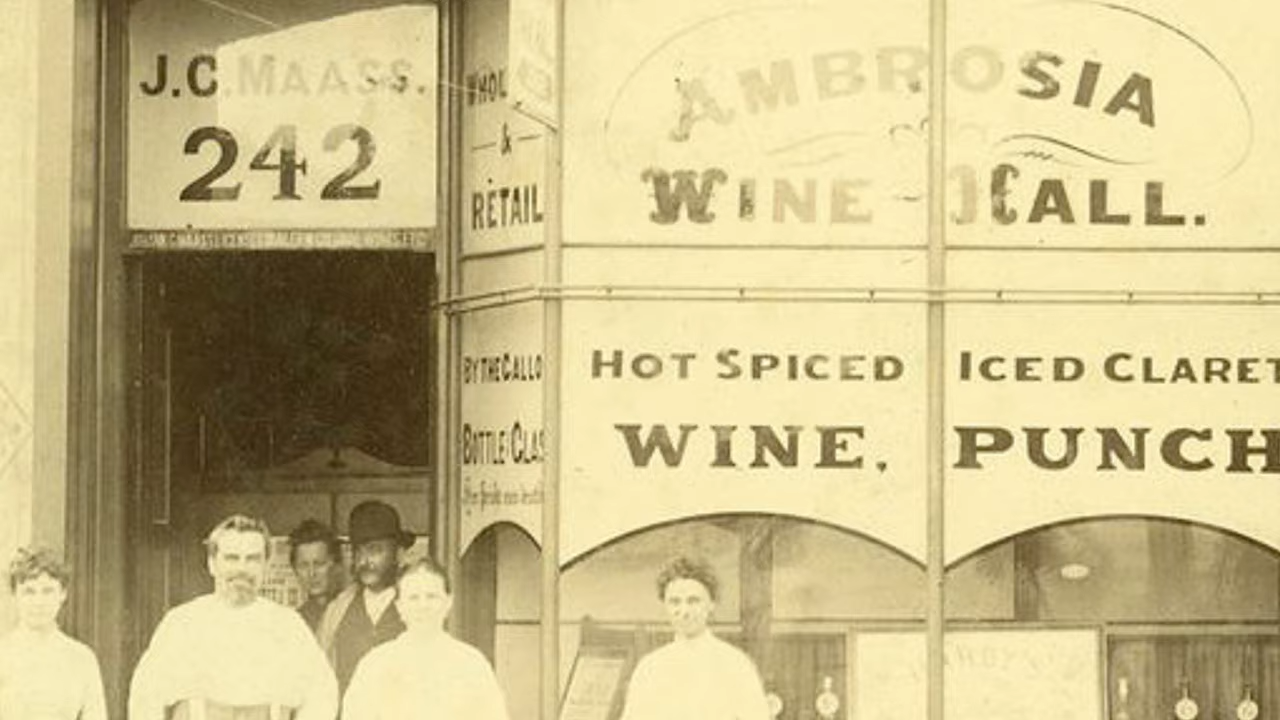 J.C. MAASS.
242
WHOL
&
RETAIL
BY THE GALLO
BOTTLE & GLAS
AMBROSIA
WINE HALL.
HOT SPICED
WINE.
ICED CLARET
PUNCH